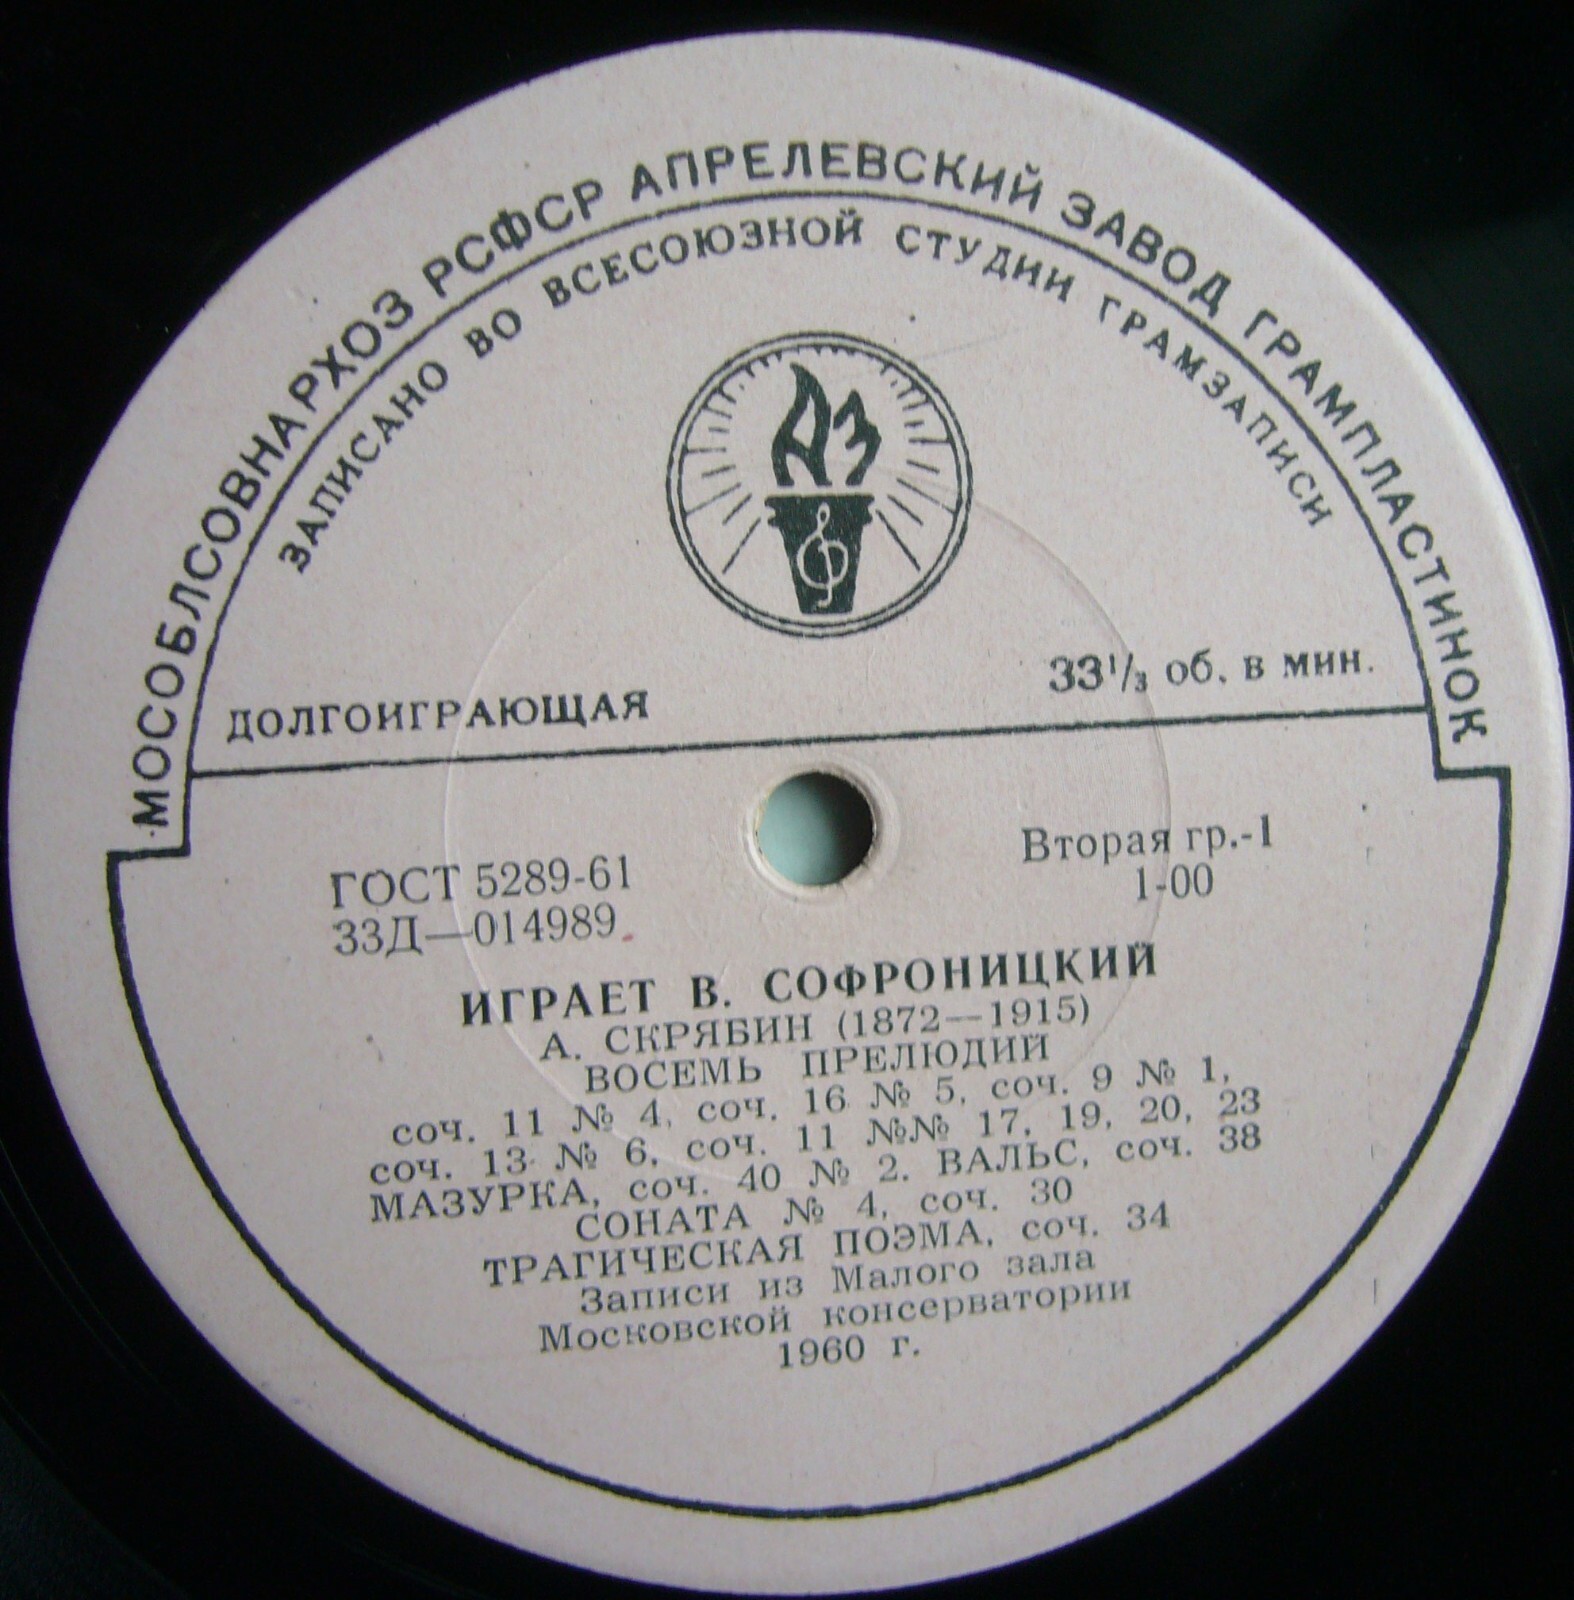 МОСОБЛСОВНАРХОЗ РСФСР АПРЕЛЕВСКИЙ ЗАВОД ГРАМПЛАСТИНОК
ЗАПИСАНО ВО ВСЕСОЮЗНОЙ СТУДИИ ГРАМЗАПИСИ
АЗ
ДОЛГОИГРАЮЩАЯ
33 1/3 об. в мин.
ГОСТ 5289-61
33Д—014989
Вторая гр.-1
1-00
ИГРАЕТ В. СОФРОНИЦКИЙ
А. СКРЯБИН (1872—1915)
ВОСЕМЬ ПРЕЛЮДИЙ
соч. 11 № 4, соч. 16 № 5, соч. 9 № 1,
соч. 13 № 6, соч. 11 №№ 17, 19, 20, 23
МАЗУРКА, соч. 40 № 2. ВАЛЬС, соч. 38
СОНАТА № 4, соч. 30
ТРАГИЧЕСКАЯ ПОЭМА, соч. 34
Записи из Малого зала
Московской консерватории
1960 г.